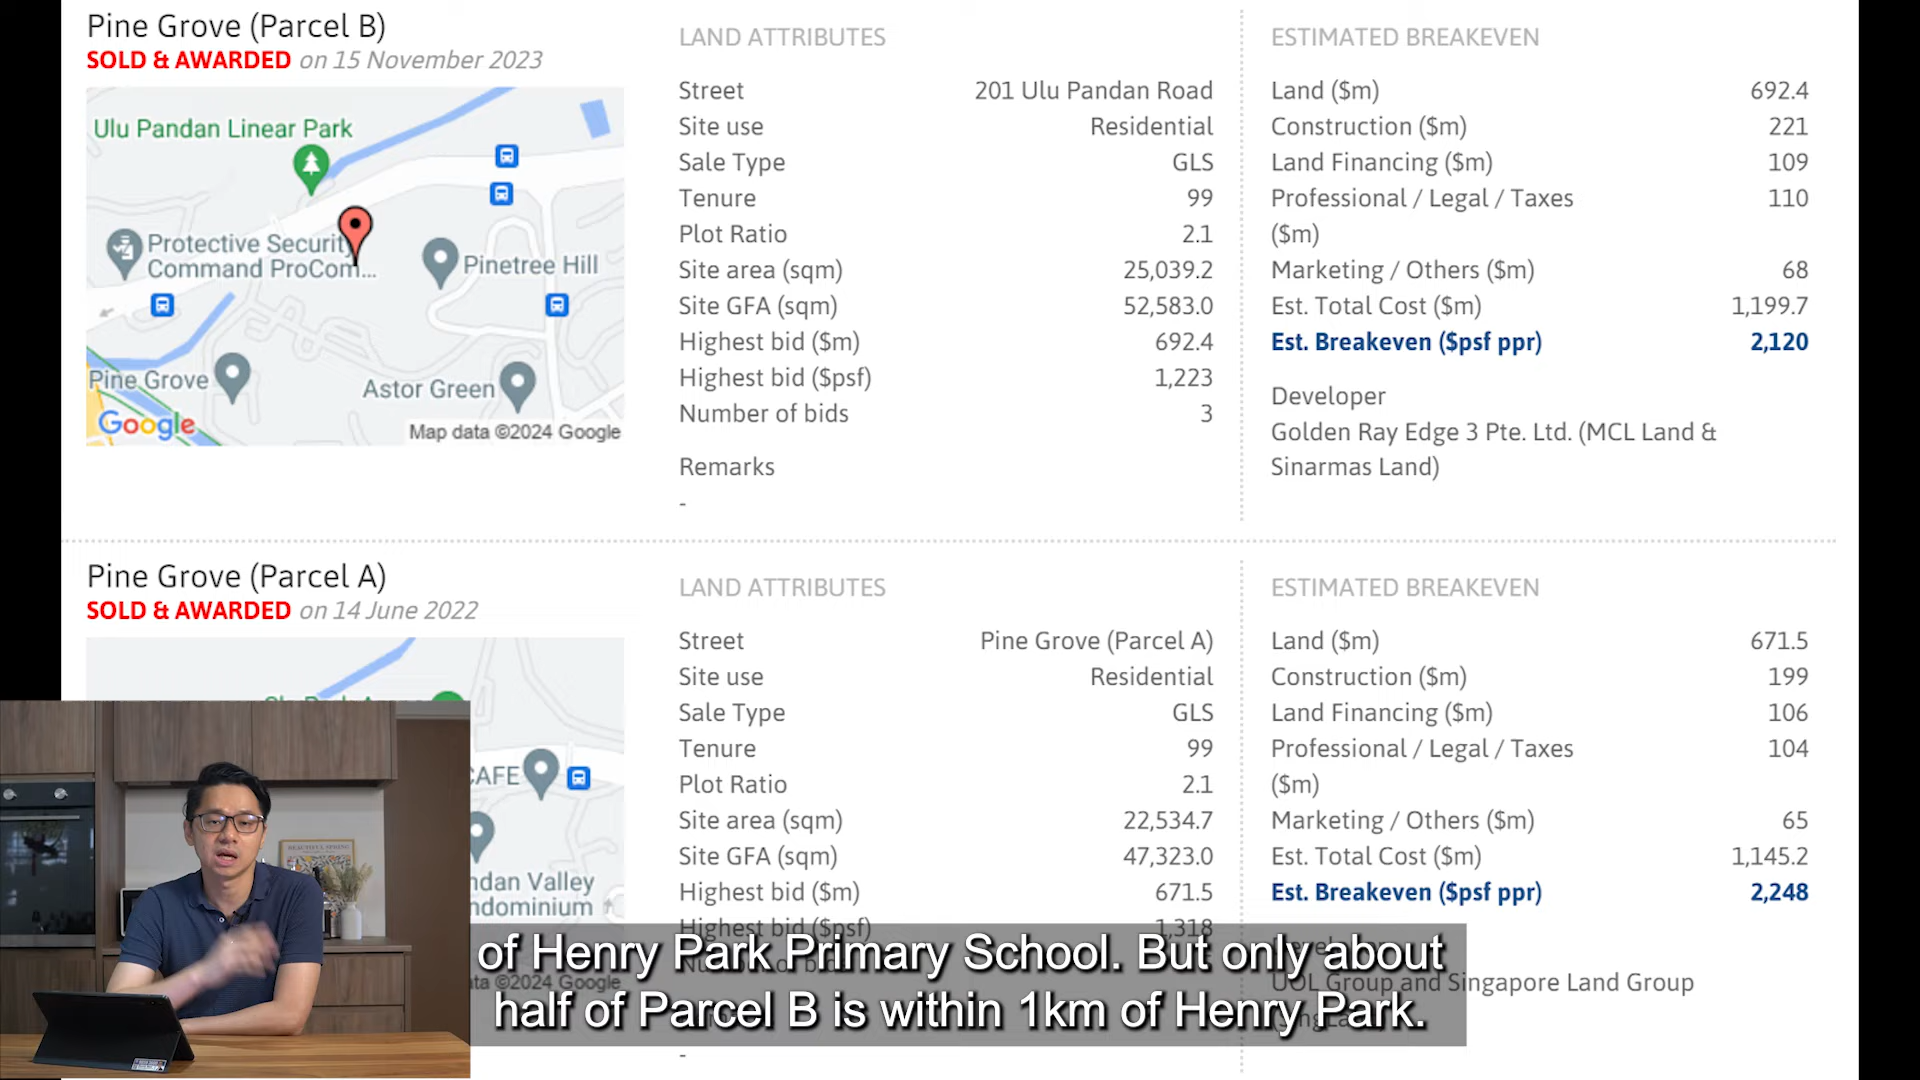 Pine Grove (Parcel B)
SOLD & AWARDED on 15 November 2023
Ulu Pandan Linear Park
Protective Security
Command ProCom...
Pinetree Hill
Pine Grove
Astor Green
Google
Map data ©2024 Google
LAND ATTRIBUTES
Street 201 Ulu Pandan Road
Site use Residential
Sale Type GLS
Tenure 99
Plot Ratio 2.1
Site area (sqm) 25,039.2
Site GFA (sqm) 52,583.0
Highest bid ($m) 692.4
Highest bid ($psf) 1,223
Number of bids 3
Remarks
-
ESTIMATED BREAKEVEN
Land ($m) 692.4
Construction ($m) 221
Land Financing ($m) 109
Professional / Legal / Taxes 110
($m)
Marketing / Others ($m) 68
Est. Total Cost ($m) 1,199.7
Est. Breakeven ($psf ppr) 2,120
Developer
Golden Ray Edge 3 Pte. Ltd. (MCL Land &
Sinarmas Land)
Pine Grove (Parcel A)
SOLD & AWARDED on 14 June 2022
CAFE
ndan Valley
ndominium
ata ©2024 Google
LAND ATTRIBUTES
Street Pine Grove (Parcel A)
Site use Residential
Sale Type GLS
Tenure 99
Plot Ratio 2.1
Site area (sqm) 22,534.7
Site GFA (sqm) 47,323.0
Highest bid ($m) 671.5
Highest bid ($psf) 1,318
-
ESTIMATED BREAKEVEN
Land ($m) 671.5
Construction ($m) 199
Land Financing ($m) 106
Professional / Legal / Taxes 104
($m)
Marketing / Others ($m) 65
Est. Total Cost ($m) 1,145.2
Est. Breakeven ($psf ppr) 2,248
UOL Group and Singapore Land Group
of Henry Park Primary School. But only about
half of Parcel B is within 1km of Henry Park.